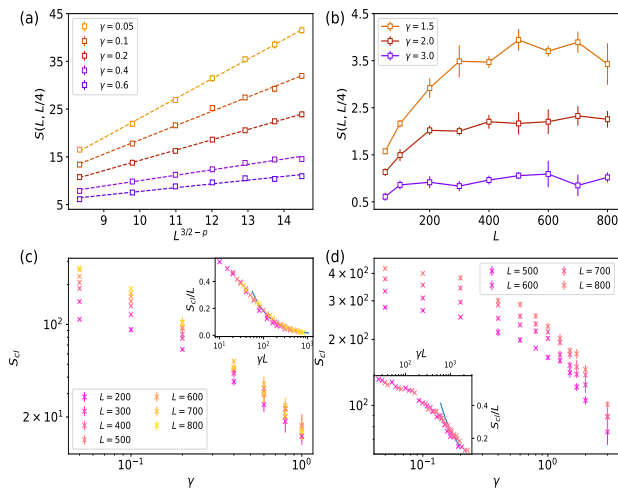 (a)
γ = 0.05
γ = 0.1
γ = 0.2
γ = 0.4
γ = 0.6
S(L, L/4)
45
35
25
15
5
9 10 11 12 13 14
L^{3/2−p}
(b)
γ = 1.5
γ = 2.0
γ = 3.0
S(L, L/4)
4.5
3.5
2.5
1.5
0.5
0 200 400 600 800
L
(c)
S_{cl}
10^2
2 × 10^1
10^{-1} 10^0
γ
L = 200
L = 300
L = 400
L = 500
L = 600
L = 700
L = 800
S_{cl}/L
0.4
0.2
0.0
10^1 10^2 10^3
γL
(d)
L = 500
L = 600
L = 700
L = 800
S_{cl}
4 × 10^2
3 × 10^2
2 × 10^2
10^2
10^{-1} 10^0
γ
γL
10^2 10^3
0.4
0.2
S_{cl}/L